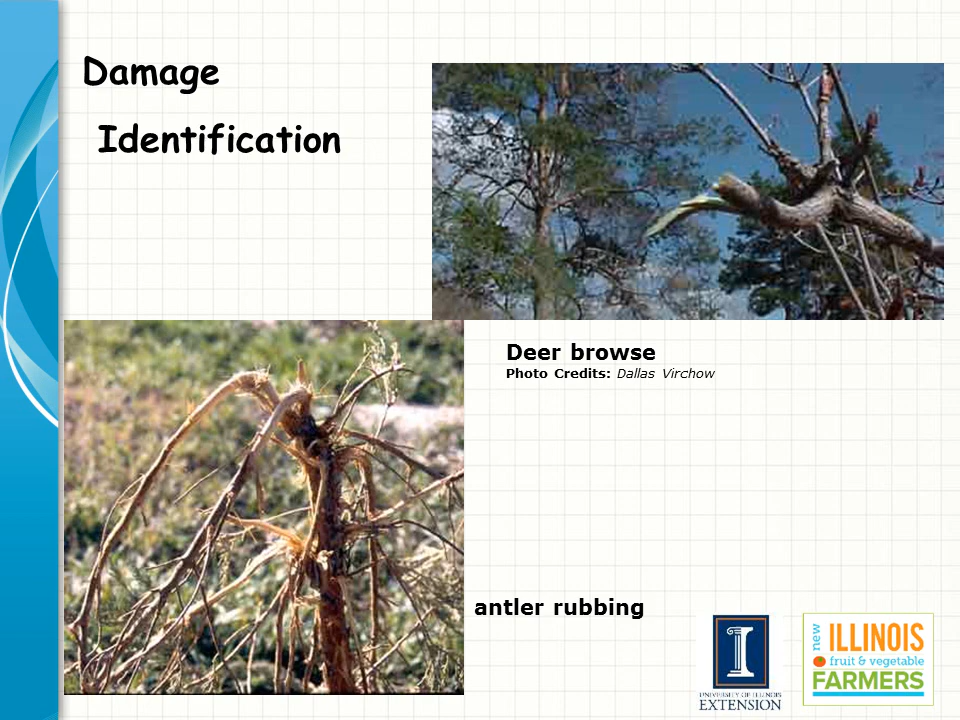 Damage
Identification
Deer browse
Photo Credits: Dallas Virchow
antler rubbing
I
UNIVERSITY OF ILLINOIS
EXTENSION
new
ILLINOIS
fruit & vegetable
FARMERS